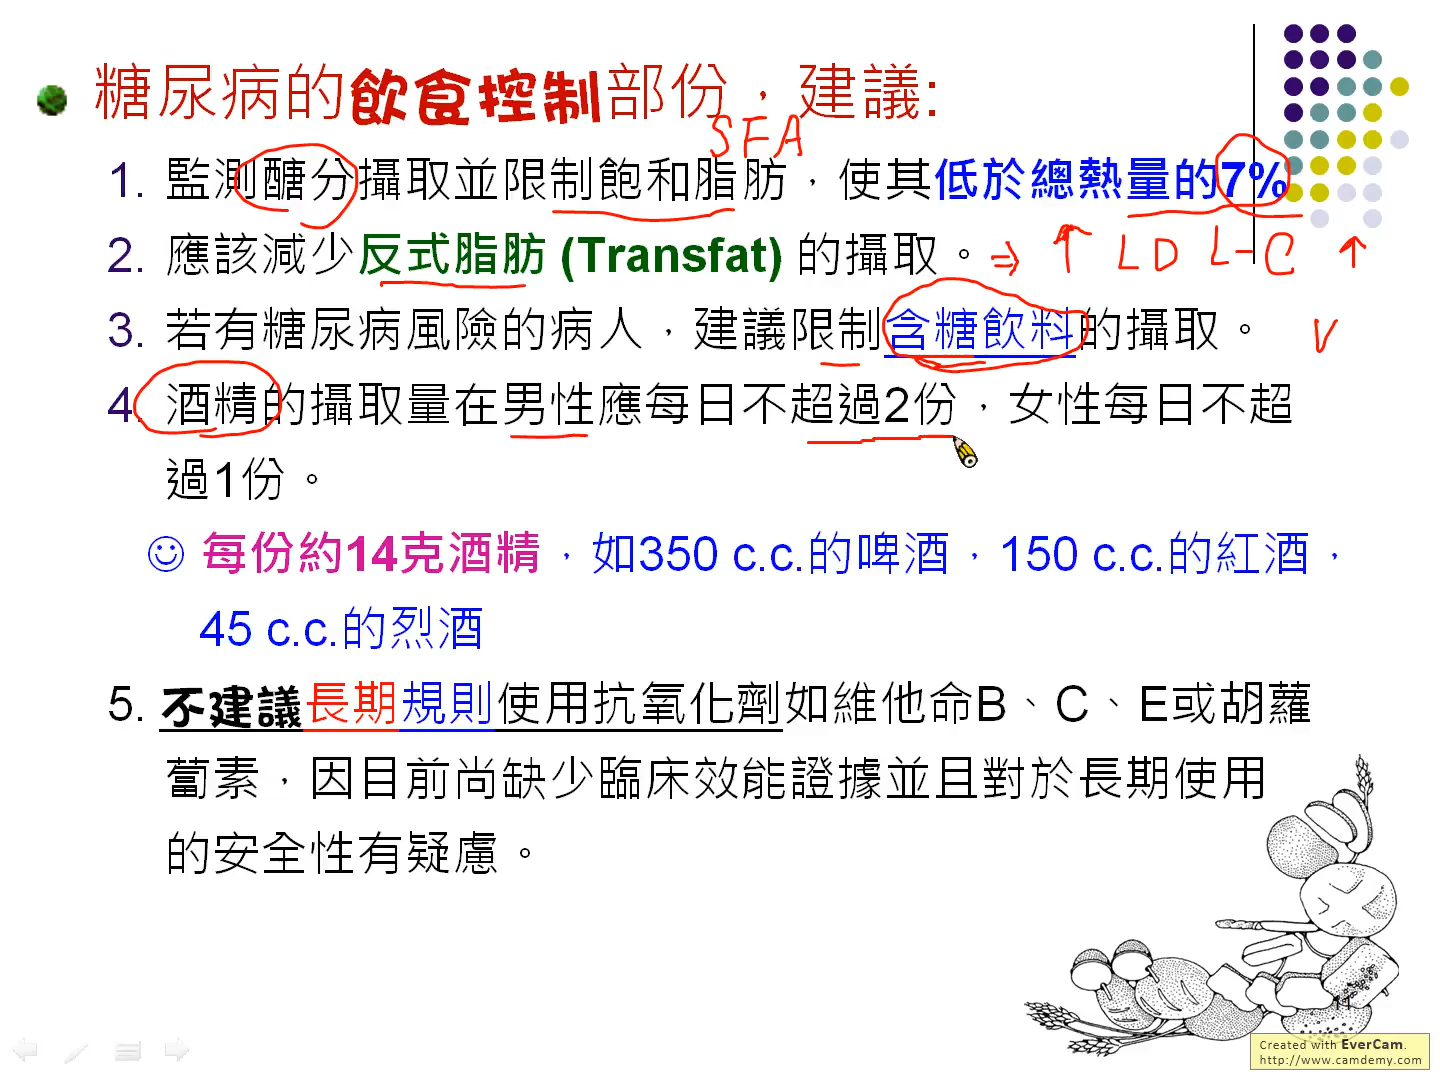 糖尿病的飲食控制部份，建議:
SFA
1. 監測醣分攝取並限制飽和脂肪，使其低於總熱量的7%
2. 應該減少反式脂肪 (Transfat) 的攝取。⇒ ↑ LDL-C ↑
3. 若有糖尿病風險的病人，建議限制含糖飲料的攝取。 V
4. 酒精的攝取量在男性應每日不超過2份，女性每日不超
過1份。
☺ 每份約14克酒精，如350 c.c.的啤酒，150 c.c.的紅酒，
45 c.c.的烈酒
5. 不建議長期規則使用抗氧化劑如維他命B、C、E或胡蘿
蔔素，因目前尚缺少臨床效能證據並且對於長期使用
的安全性有疑慮。
11
Created with EverCam.
http://www.camdemy.com